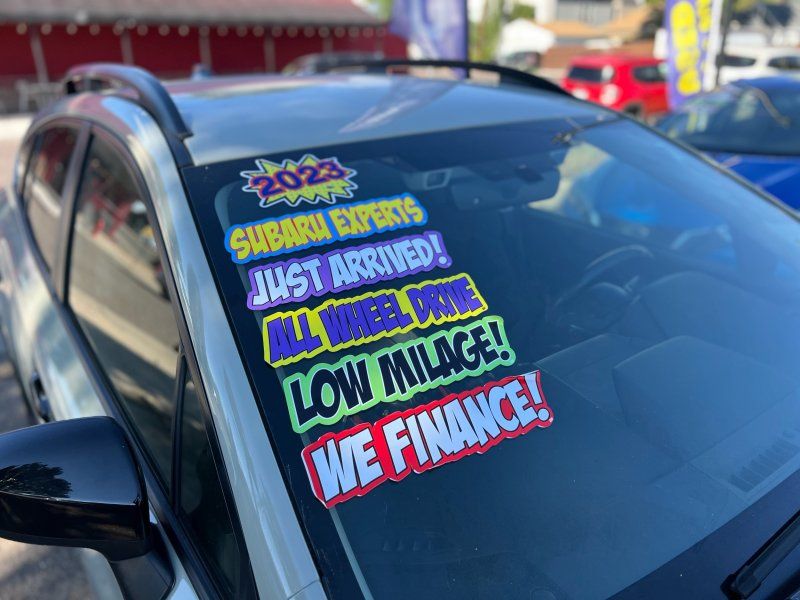 2023
SUBARU EXPERTS
JUST ARRIVED!
ALL WHEEL DRIVE
LOW MILAGE!
WE FINANCE!